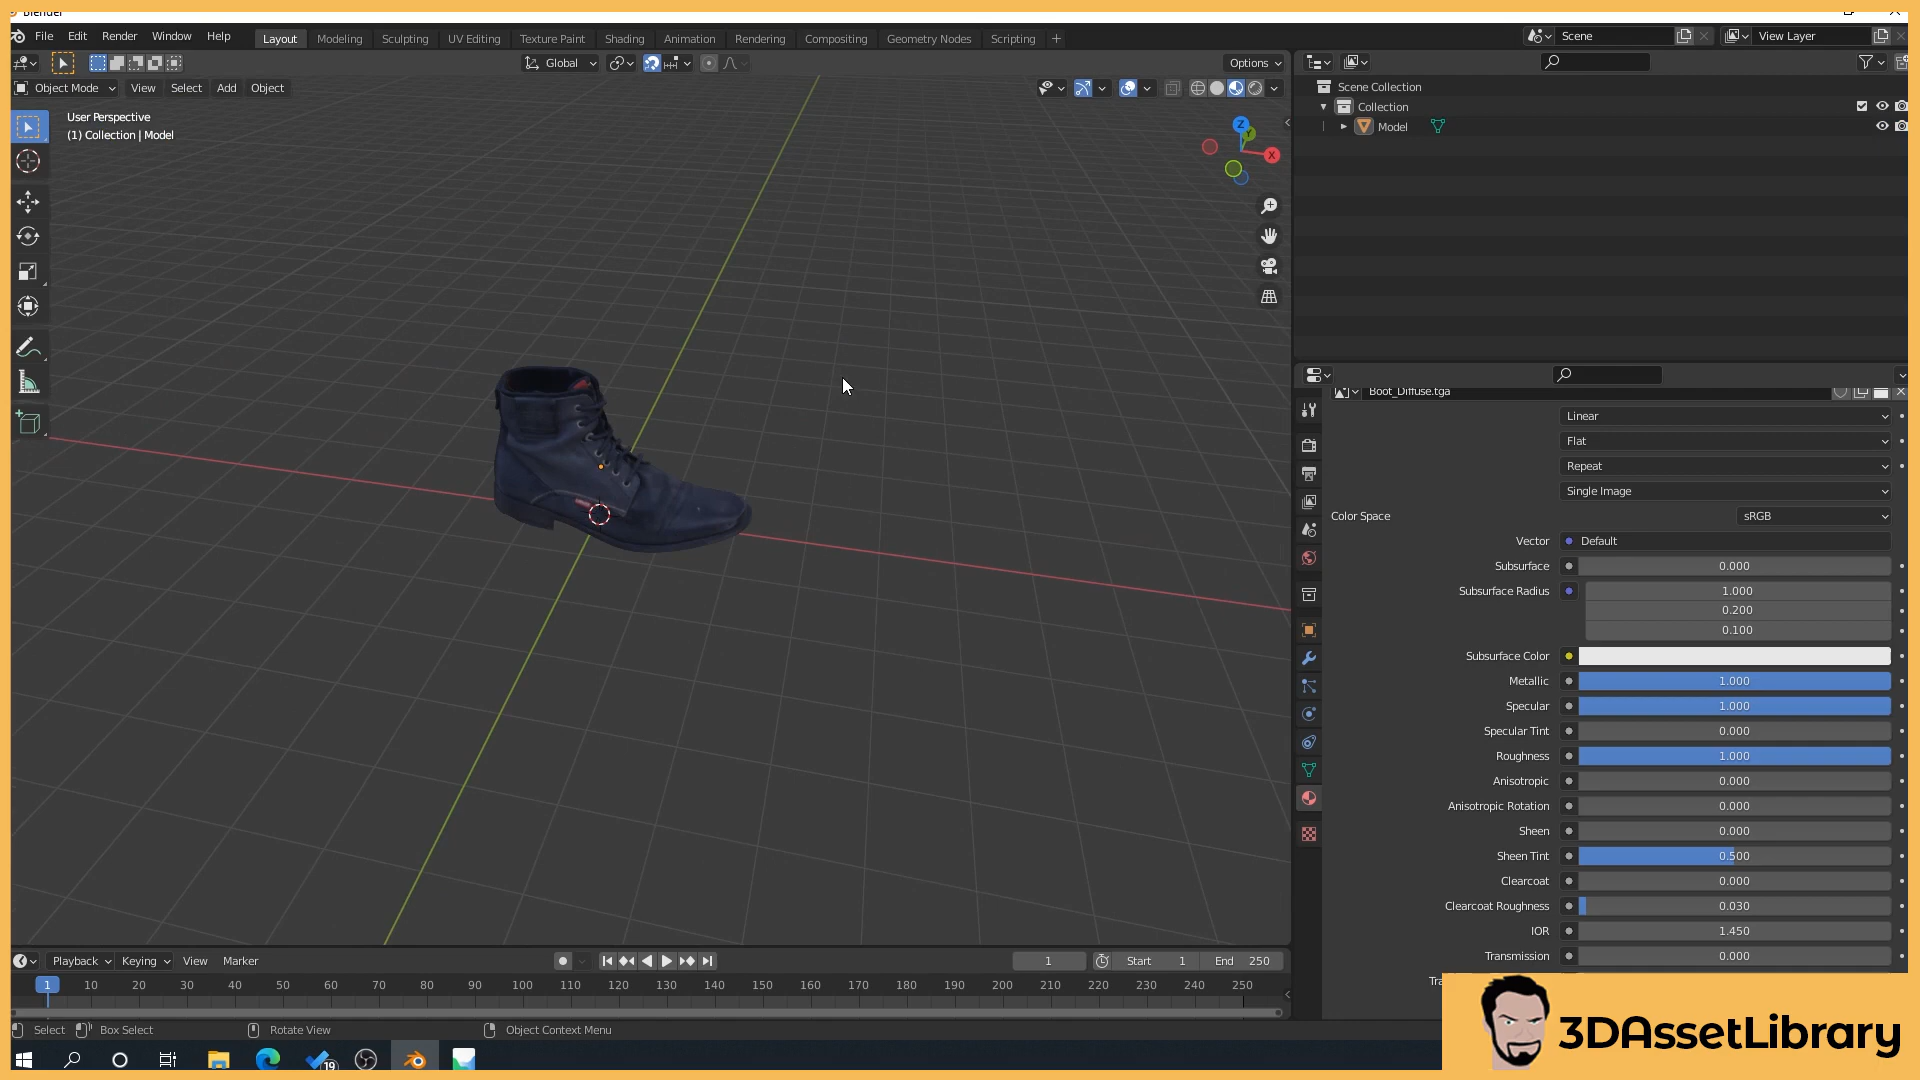 Blender
File Edit Render Window Help
Layout Modeling Sculpting UV Editing Texture Paint Shading Animation Rendering Compositing Geometry Nodes Scripting +
Scene
View Layer
Global
Options
Object Mode View Select Add Object
User Perspective
(1) Collection | Model
Z
Y
X
Scene Collection
Collection
Model
Boot_Diffuse.tga
Linear
Flat
Repeat
Single Image
Color Space sRGB
Vector Default
Subsurface 0.000
Subsurface Radius 1.000
0.200
0.100
Subsurface Color
Metallic 1.000
Specular 1.000
Specular Tint 0.000
Roughness 1.000
Anisotropic 0.000
Anisotropic Rotation 0.000
Sheen 0.000
Sheen Tint 0.500
Clearcoat 0.000
Clearcoat Roughness 0.030
IOR 1.450
Transmission 0.000
Playback Keying View Marker
1 Start 1 End 250
1 10 20 30 40 50 60 70 80 90 100 110 120 130 140 150 160 170 180 190 200 210 220 230 240 250
Select Box Select Rotate View Object Context Menu
19
3DAssetLibrary